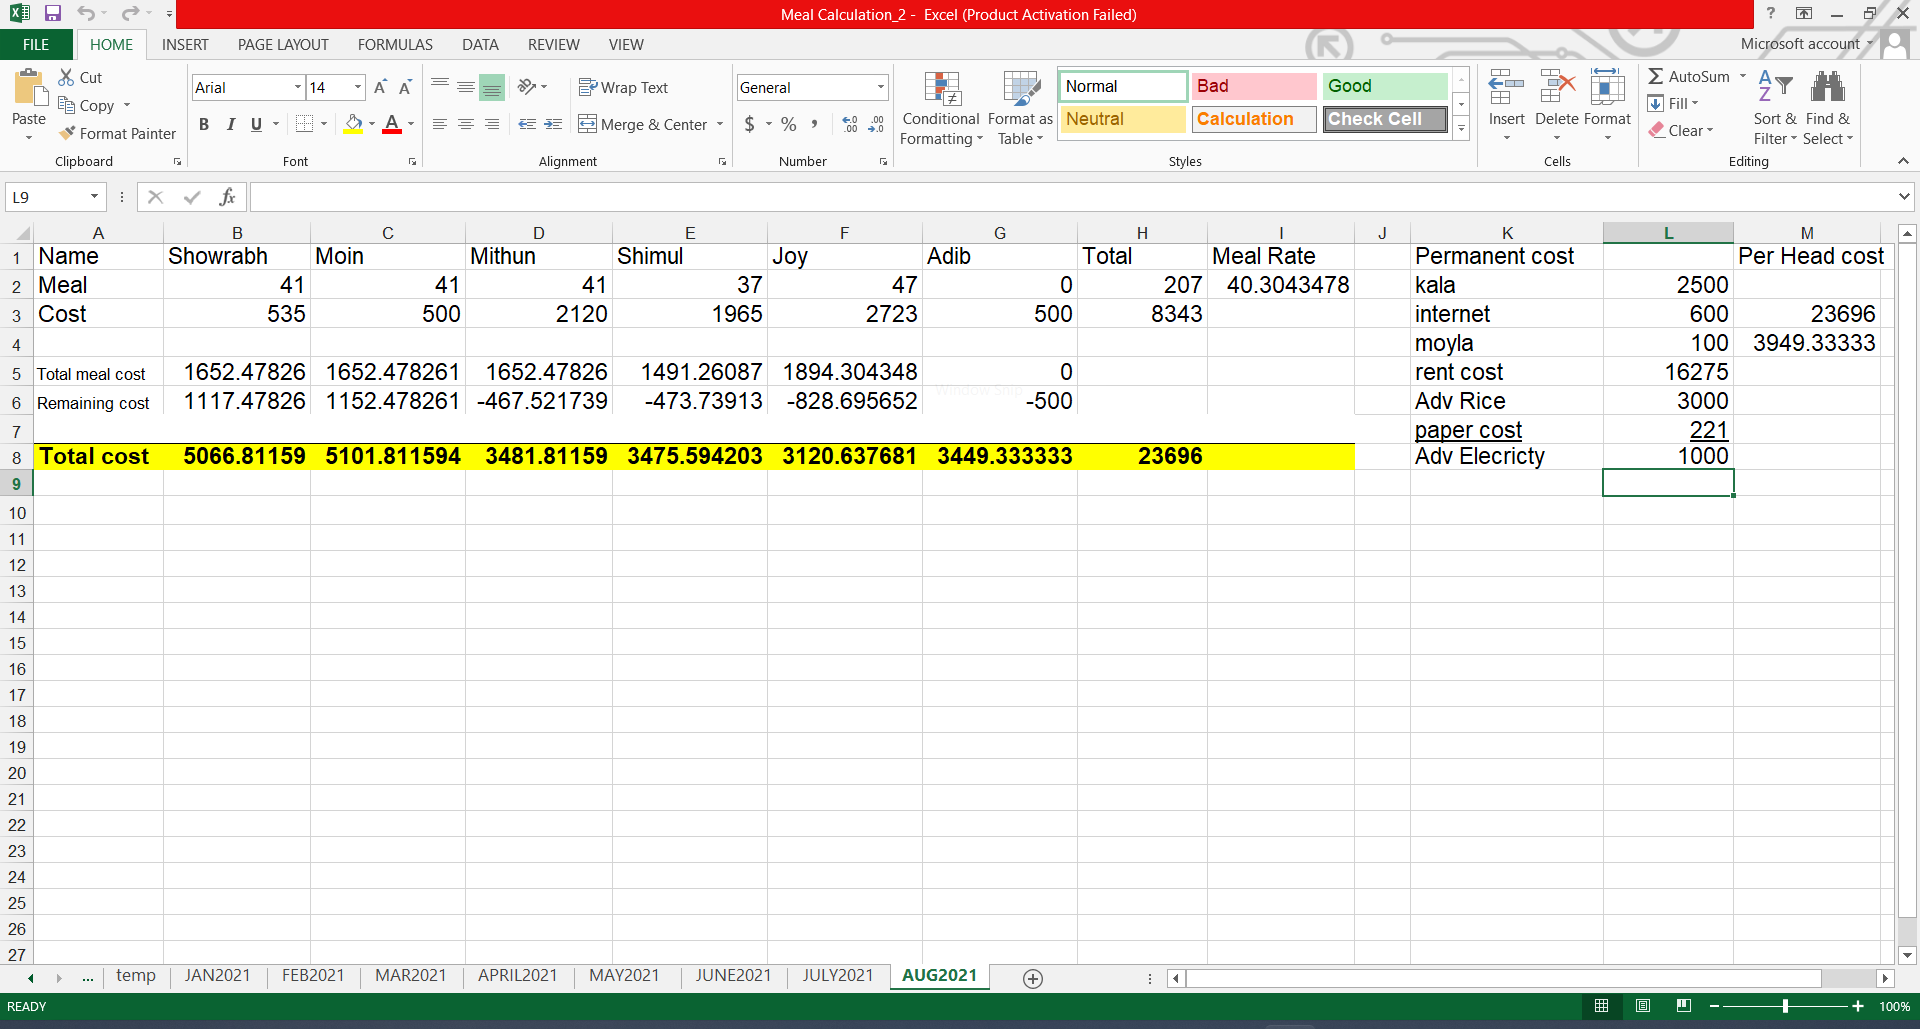 Meal Calculation_2 - Excel (Product Activation Failed)
FILE HOME INSERT PAGE LAYOUT FORMULAS DATA REVIEW VIEW Microsoft account
Paste Cut Copy Format Painter Clipboard
Arial 14 B I U A Font
Wrap Text Merge & Center Alignment
General $ % , Number
Conditional Formatting Format as Table
Normal Bad Good
Neutral Calculation Check Cell
Styles
Insert Delete Format Cells
AutoSum Fill Clear Sort & Filter Find & Select Editing
L9 fx
A B C D E F G H I J K L M
1 Name Showrabh Moin Mithun Shimul Joy Adib Total Meal Rate Permanent cost Per Head cost
2 Meal 41 41 41 37 47 0 207 40.3043478 kala 2500
3 Cost 535 500 2120 1965 2723 500 8343 internet 600 23696
4 moyla 100 3949.33333
5 Total meal cost 1652.47826 1652.478261 1652.47826 1491.26087 1894.304348 0 rent cost 16275
6 Remaining cost 1117.47826 1152.478261 -467.521739 -473.73913 -828.695652 -500 Adv Rice 3000
7 paper cost 221
8 Total cost 5066.81159 5101.811594 3481.81159 3475.594203 3120.637681 3449.333333 23696 Adv Elecricty 1000
9
10
11
12
13
14
15
16
17
18
19
20
21
22
23
24
25
26
27
... temp JAN2021 FEB2021 MAR2021 APRIL2021 MAY2021 JUNE2021 JULY2021 AUG2021
READY 100%